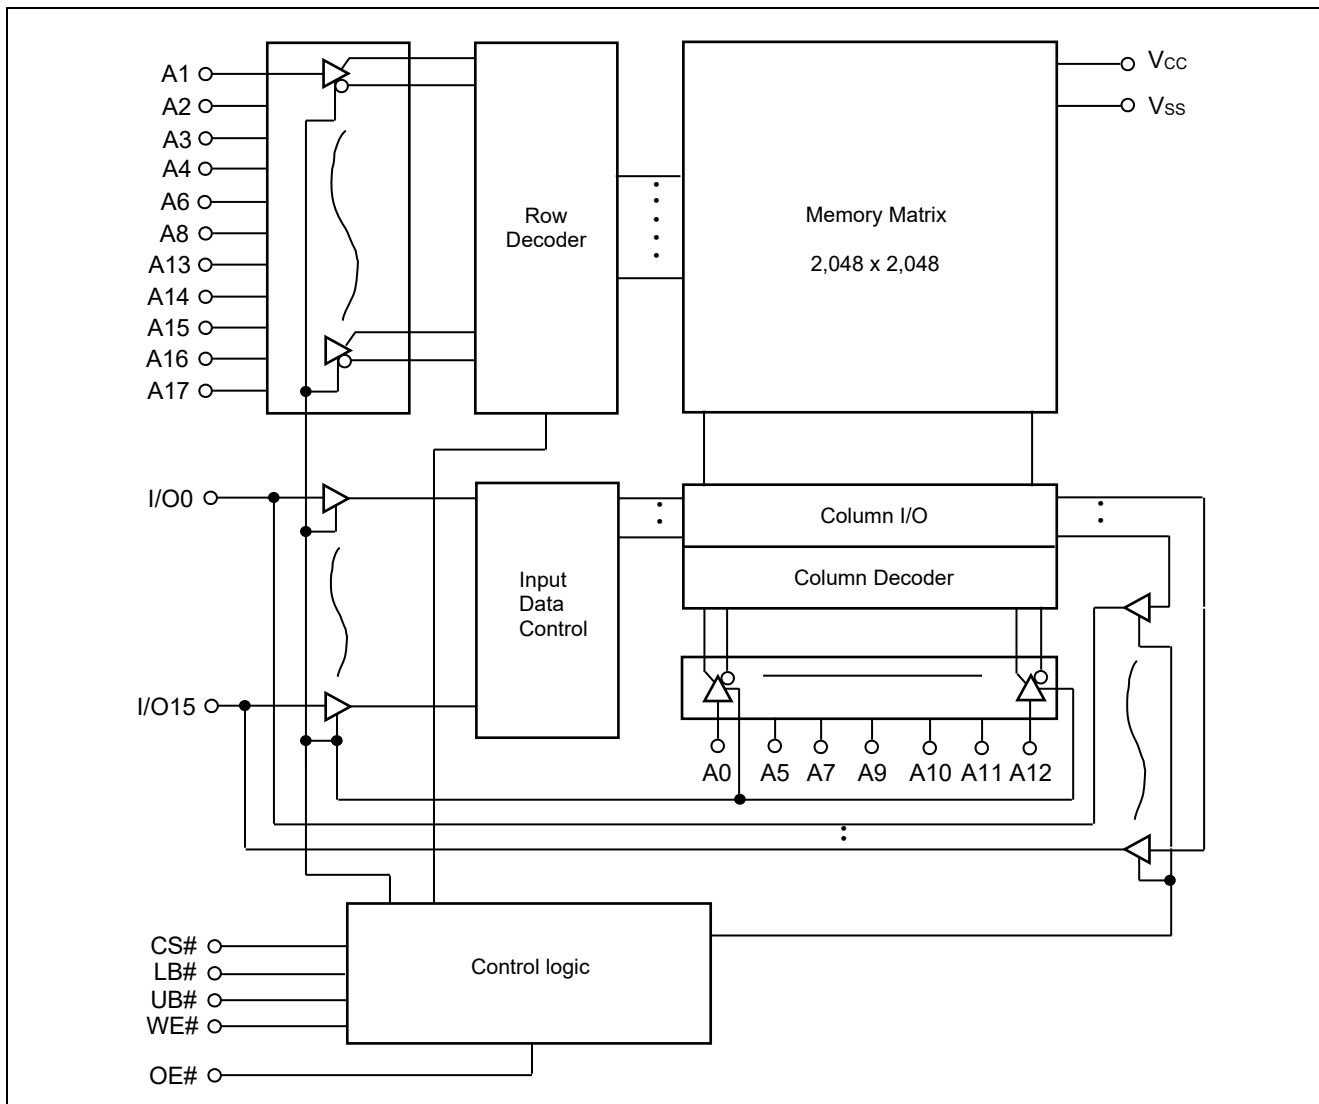 A1
A2
A3
A4
A6
A8
A13
A14
A15
A16
A17
Row
Decoder
Memory Matrix
2,048 x 2,048
VCC
VSS
I/O0
I/O15
Input
Data
Control
Column I/O
Column Decoder
A0 A5 A7 A9 A10 A11 A12
CS#
LB#
UB#
WE#
OE#
Control logic